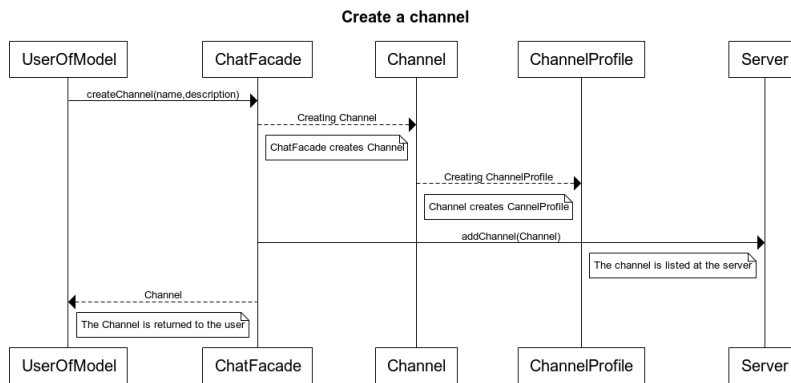 Create a channel
UserOfModel ChatFacade Channel ChannelProfile Server
createChannel(name,description)
Creating Channel
ChatFacade creates Channel
Creating ChannelProfile
Channel creates CannelProfile
addChannel(Channel)
The channel is listed at the server
Channel
The Channel is returned to the user
UserOfModel ChatFacade Channel ChannelProfile Server